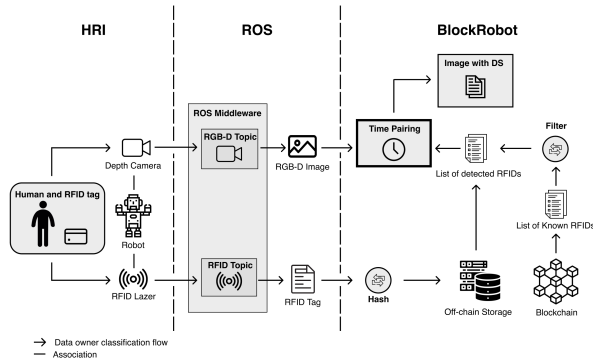 HRI
ROS
BlockRobot
Image with DS
ROS Middleware
RGB-D Topic
Time Pairing
Filter
Depth Camera
RGB-D Image
List of detected RFIDs
Human and RFID tag
Robot
List of Known RFIDs
RFID Topic
RFID Lazer
RFID Tag
Hash
Off-chain Storage
Blockchain
Data owner classification flow
Association